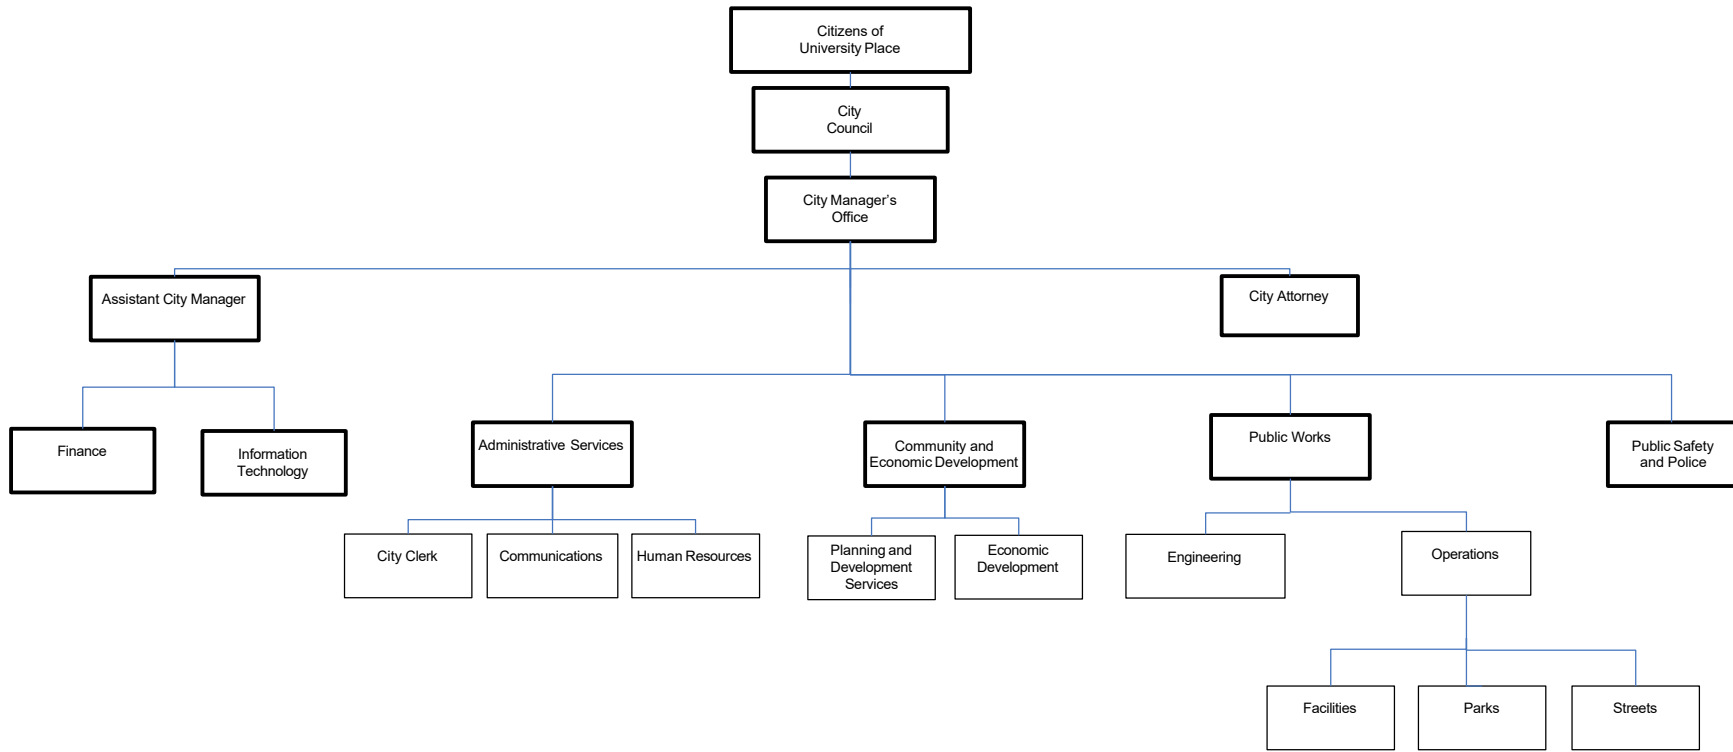 Citizens of
University Place
City
Council
City Manager’s
Office
Assistant City Manager
City Attorney
Finance
Information
Technology
Administrative Services
Community and
Economic Development
Public Works
Public Safety
and Police
City Clerk
Communications
Human Resources
Planning and
Development
Services
Economic
Development
Engineering
Operations
Facilities
Parks
Streets